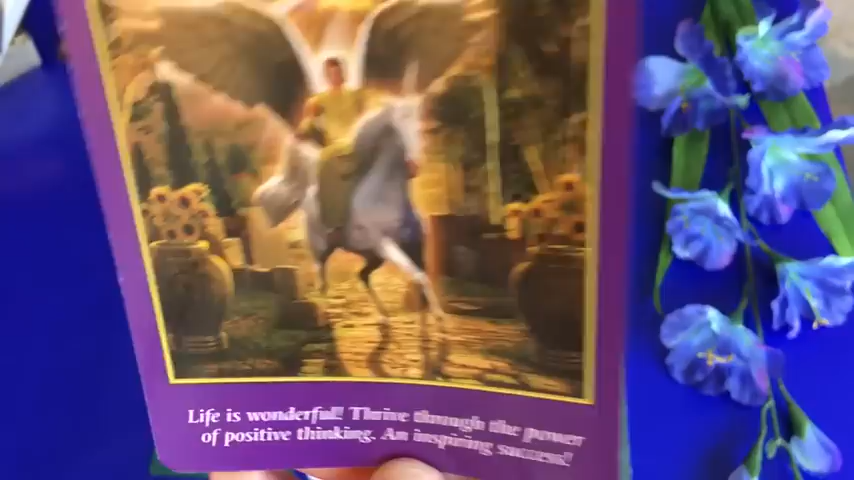 Life is wonderful! Thrive through the power
of positive thinking. An inspiring success!